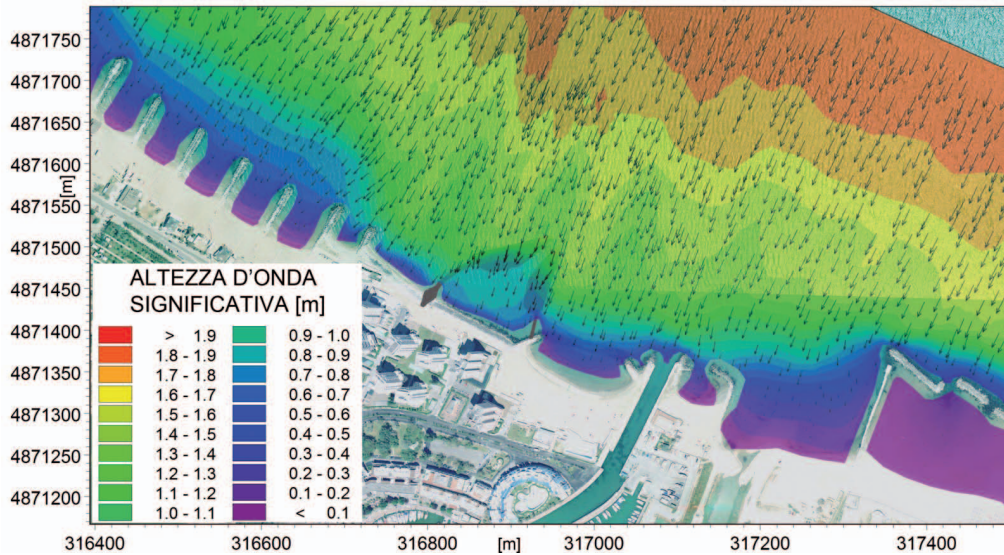 4871750
4871700
4871650
4871600
[m]
4871550
4871500
4871450
4871400
4871350
4871300
4871250
4871200
ALTEZZA D'ONDA
SIGNIFICATIVA [m]
> 1.9
1.8 - 1.9
1.7 - 1.8
1.6 - 1.7
1.5 - 1.6
1.4 - 1.5
1.3 - 1.4
1.2 - 1.3
1.1 - 1.2
1.0 - 1.1
0.9 - 1.0
0.8 - 0.9
0.7 - 0.8
0.6 - 0.7
0.5 - 0.6
0.4 - 0.5
0.3 - 0.4
0.2 - 0.3
0.1 - 0.2
< 0.1
316400 316600 316800 [m] 317000 317200 317400